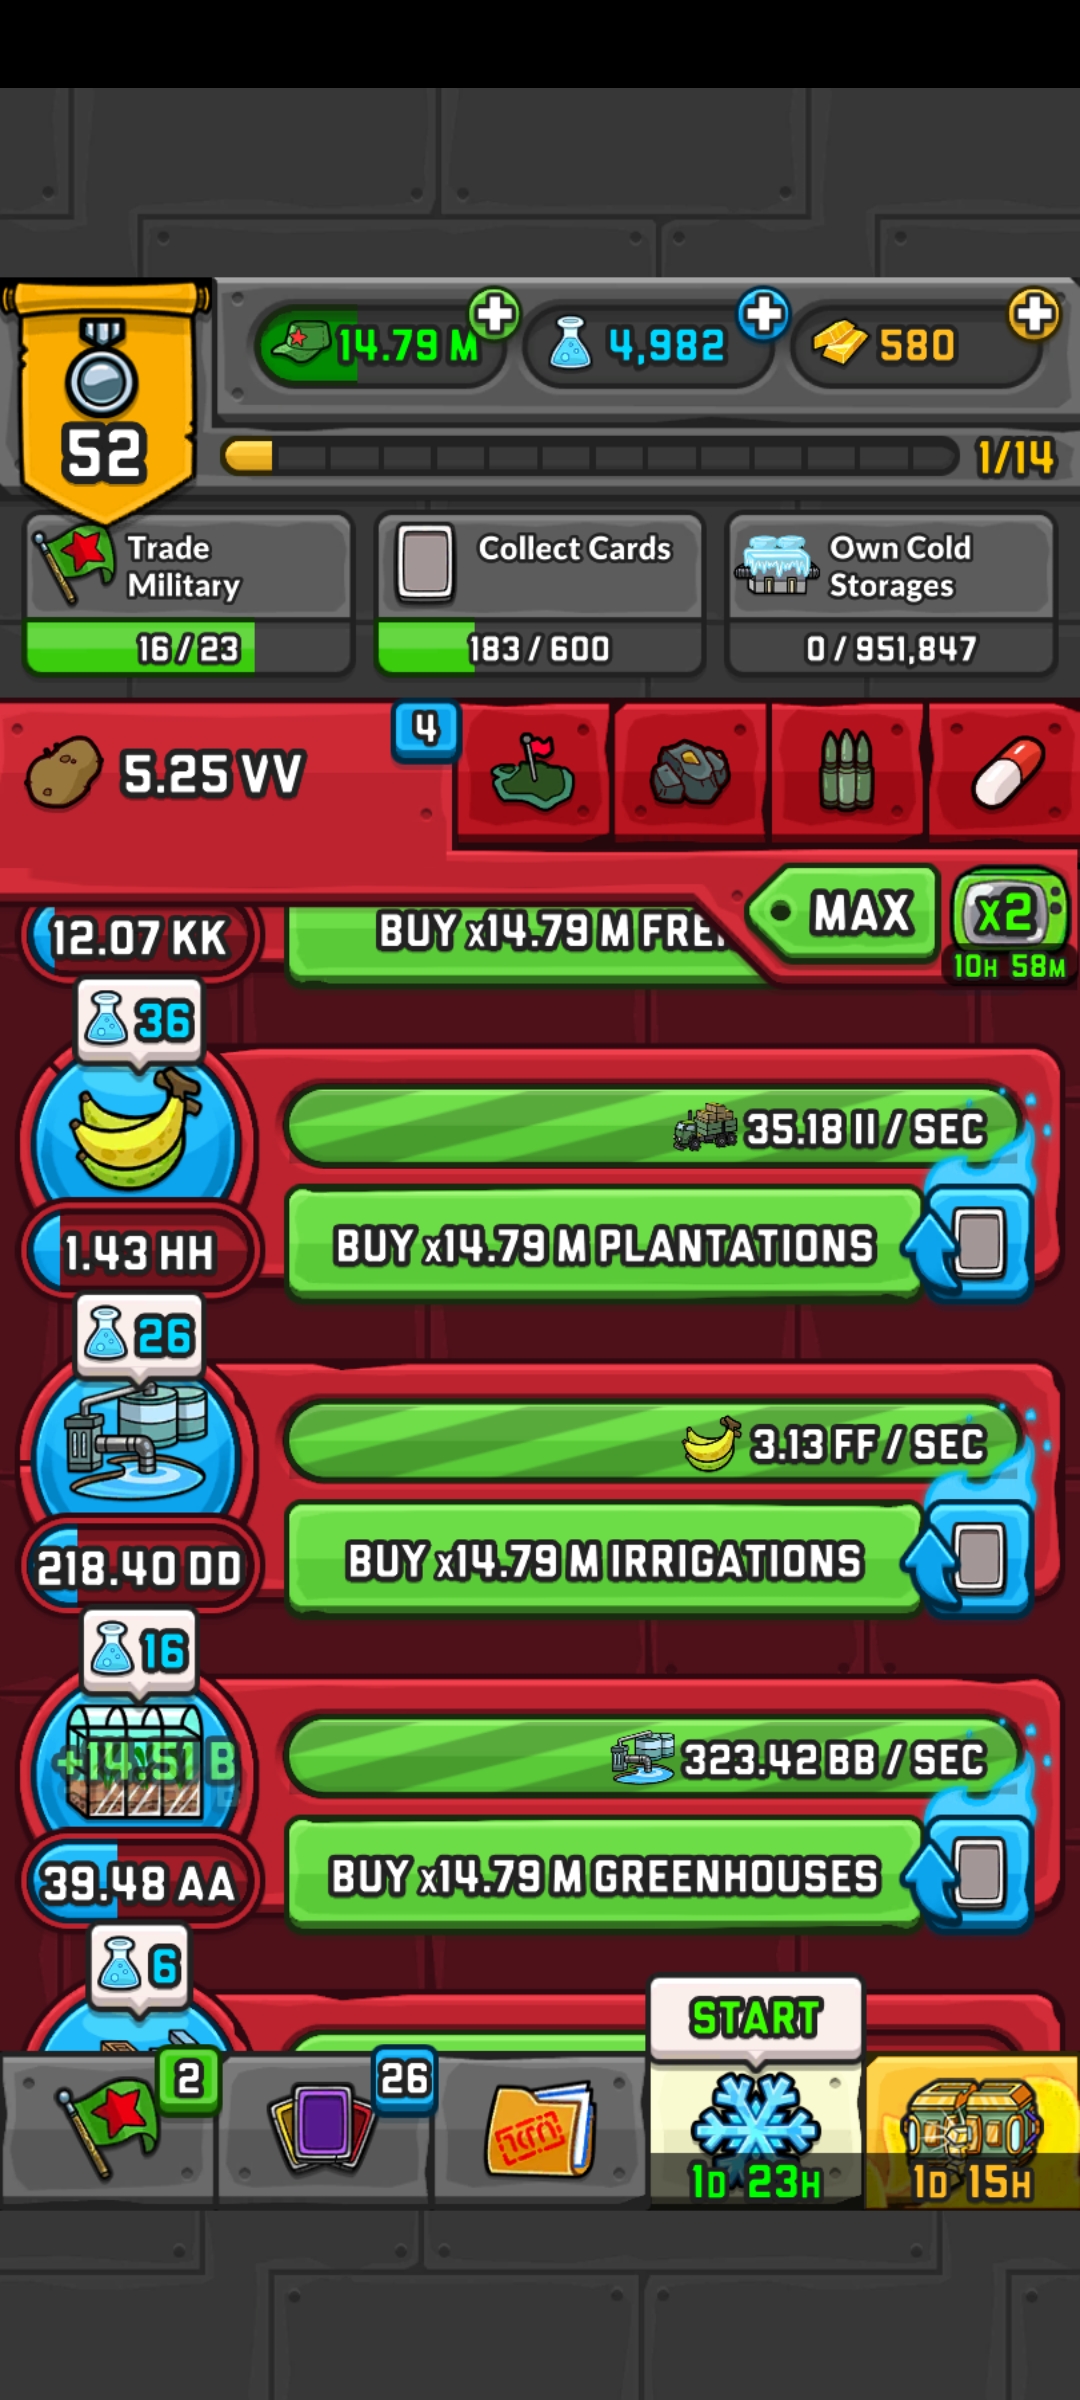 14.79 M
4,982
580
52
1/14
Trade
Military
16/23
Collect Cards
183/600
Own Cold
Storages
0/951,847
5.25 VV
4
MAX
x2
10H 58M
12.07 KK
BUY x14.79 M
36
35.18 II / SEC
BUY x14.79 M PLANTATIONS
1.43 HH
26
3.13 FF / SEC
BUY x14.79 M IRRIGATIONS
218.40 DD
16
+14.51 B
323.42 BB / SEC
BUY x14.79 M GREENHOUSES
39.48 AA
6
START
2
26
1D 23H
1D 15H